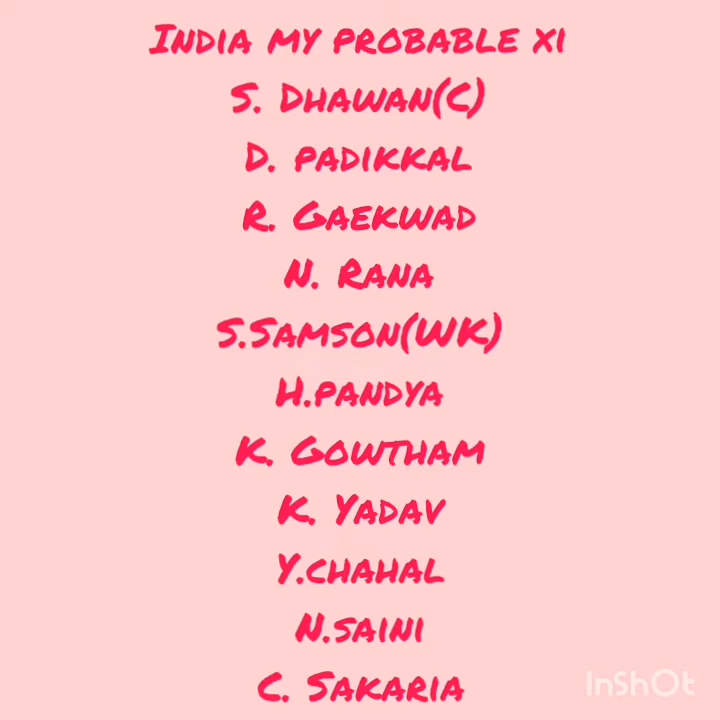 India my probable xi
S. Dhawan(C)
D. padikkal
R. Gaekwad
N. Rana
S.Samson(WK)
H.pandya
K. Gowtham
K. Yadav
Y.chahal
N.saini
C. Sakaria
InShOt